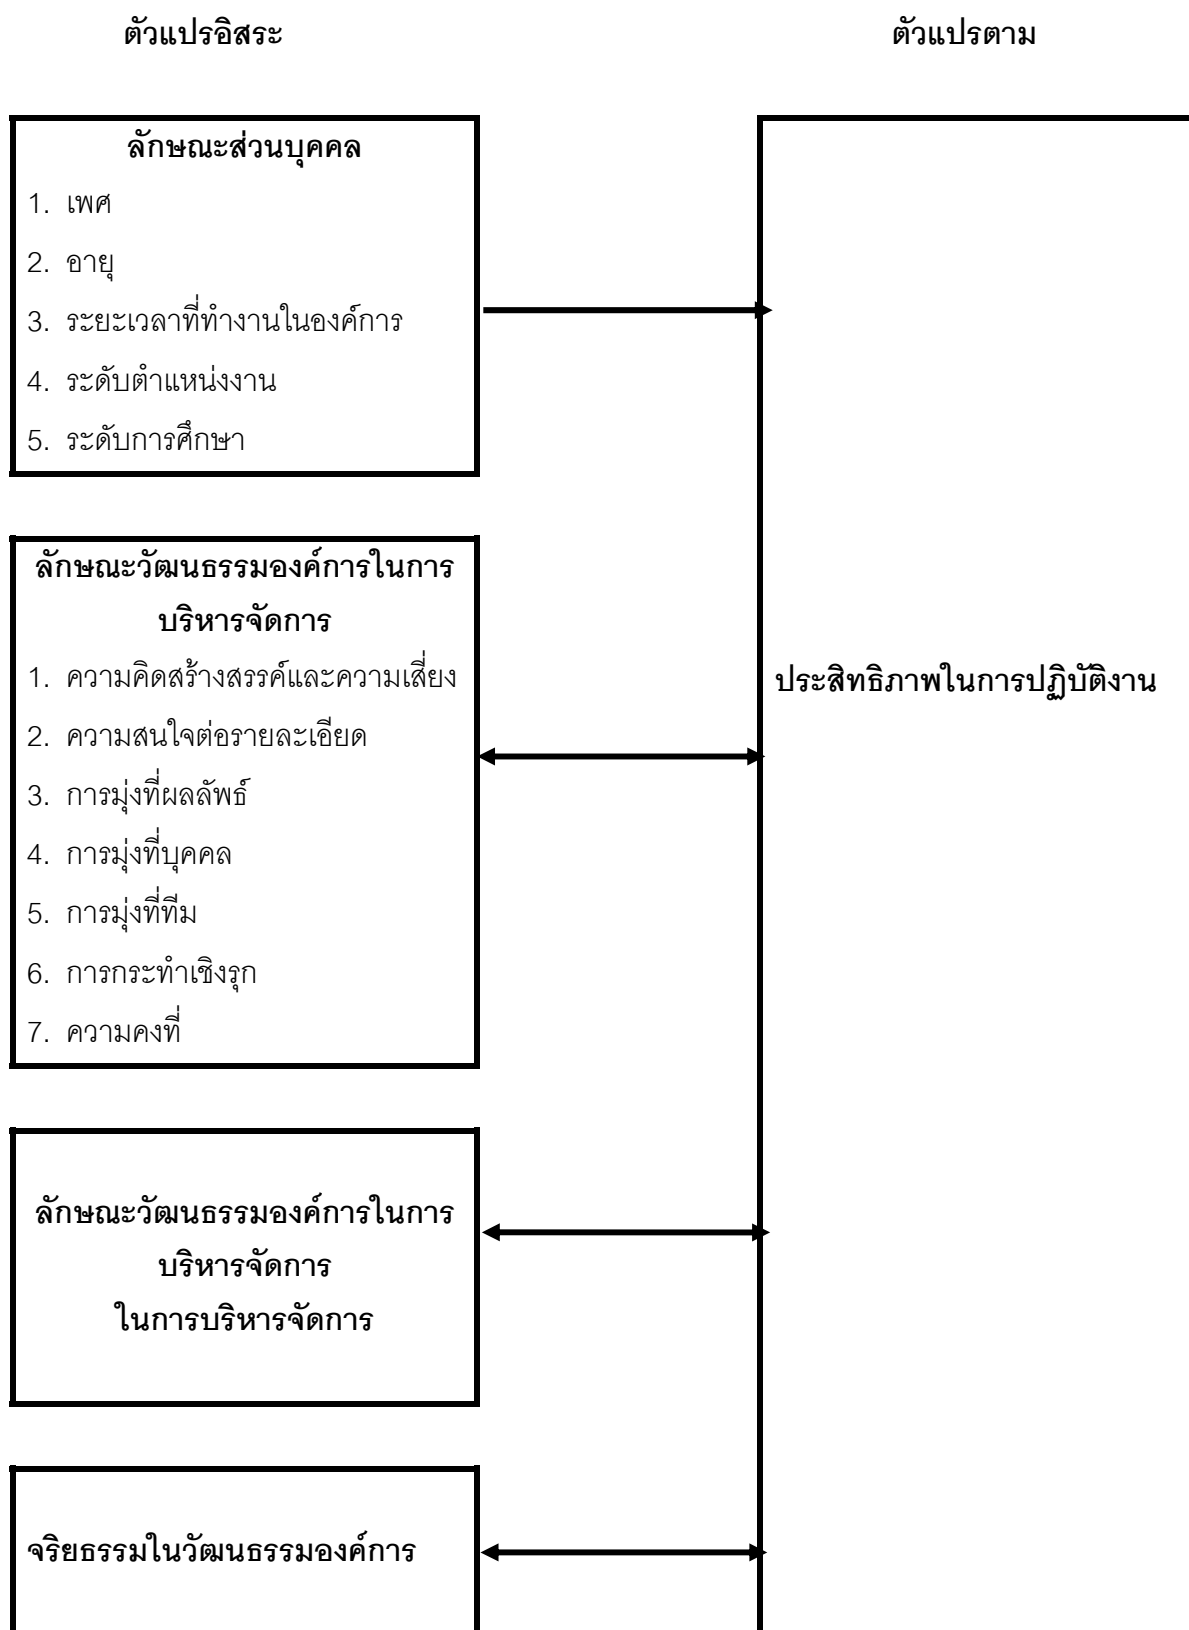 ตัวแปรอิสระ
ตัวแปรตาม
ลักษณะส่วนบุคคล
1. เพศ
2. อายุ
3. ระยะเวลาที่ทำงานในองค์การ
4. ระดับตำแหน่งงาน
5. ระดับการศึกษา
ลักษณะวัฒนธรรมองค์การในการ
บริหารจัดการ
1. ความคิดสร้างสรรค์และความเสี่ยง
2. ความสนใจต่อรายละเอียด
3. การมุ่งที่ผลลัพธ์
4. การมุ่งที่บุคคล
5. การมุ่งที่ทีม
6. การกระทำเชิงรุก
7. ความคงที่
ประสิทธิภาพในการปฏิบัติงาน
ลักษณะวัฒนธรรมองค์การในการ
บริหารจัดการ
ในการบริหารจัดการ
จริยธรรมในวัฒนธรรมองค์การ